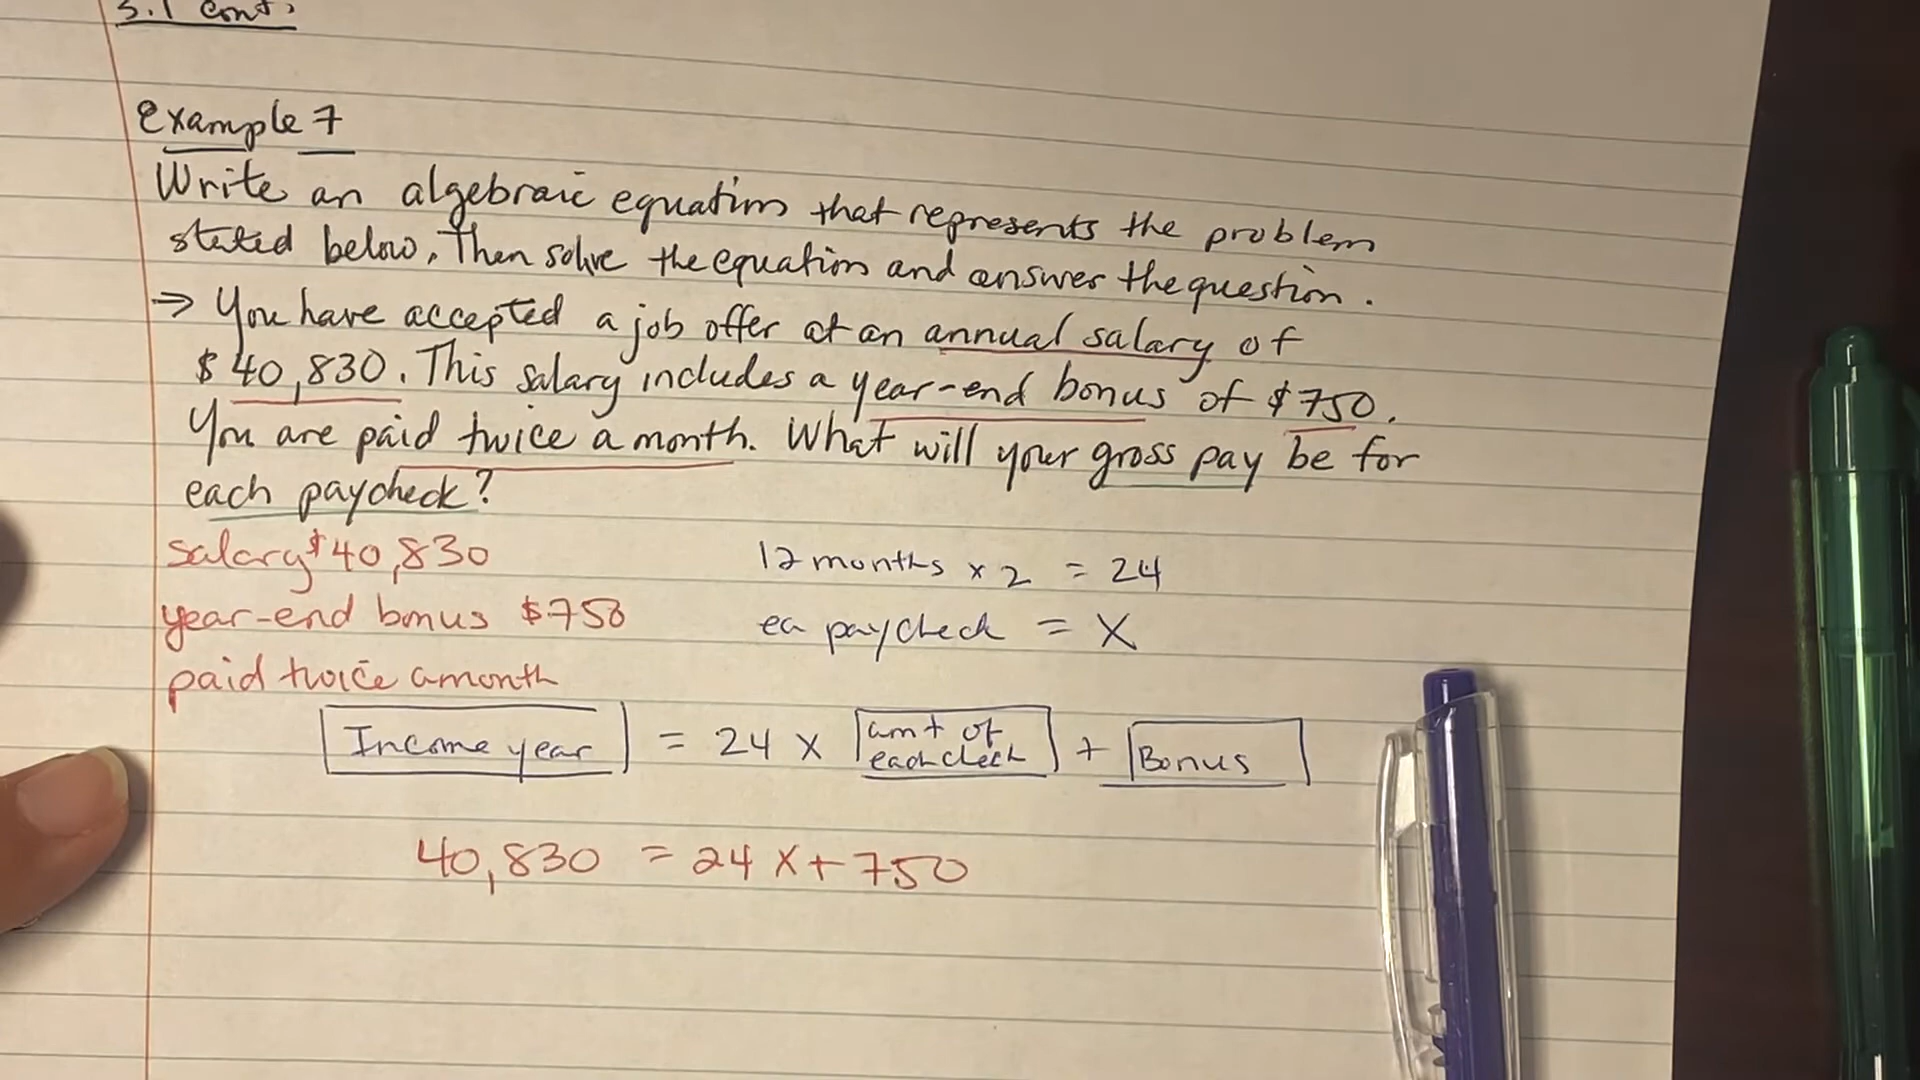 3.1 cont.
Example 7
Write an algebraic equation that represents the problem
stated below. Then solve the equation and answer the question.
→ You have accepted a job offer at an annual salary of
$40,830. This salary includes a year-end bonus of $750.
You are paid twice a month. What will your gross pay be for
each paycheck?
salary $40,830
12 months x 2 = 24
year-end bonus $750
ea paycheck = X
paid twice a month
Income year = 24 x amt of each check + Bonus
40,830 = 24 x + 750